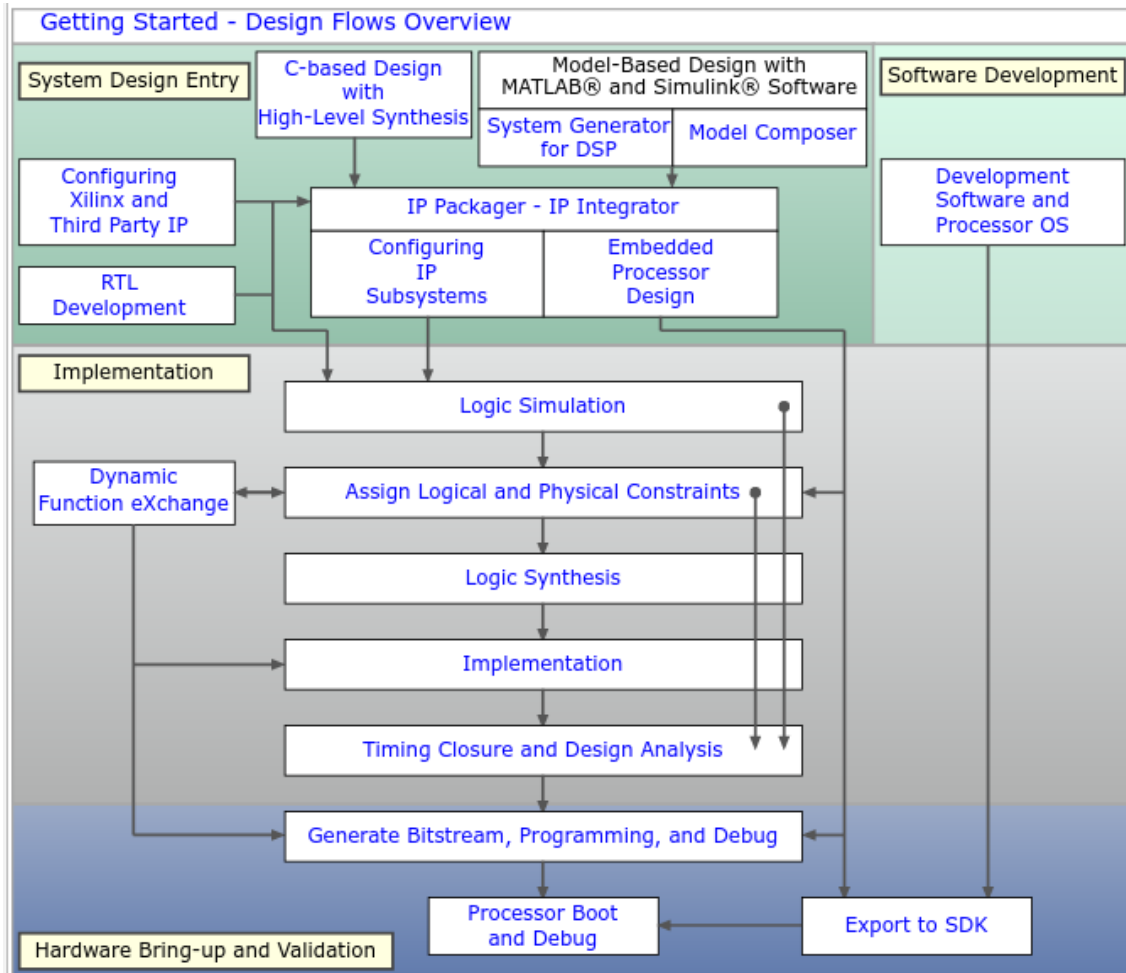 Getting Started - Design Flows Overview
System Design Entry
C-based Design
with
High-Level Synthesis
Model-Based Design with
MATLAB® and Simulink® Software
System Generator
for DSP
Model Composer
Software Development
Configuring
Xilinx and
Third Party IP
IP Packager - IP Integrator
Development
Software and
Processor OS
RTL
Development
Configuring
IP
Subsystems
Embedded
Processor
Design
Implementation
Logic Simulation
Dynamic
Function eXchange
Assign Logical and Physical Constraints
Logic Synthesis
Implementation
Timing Closure and Design Analysis
Generate Bitstream, Programming, and Debug
Processor Boot
and Debug
Export to SDK
Hardware Bring-up and Validation